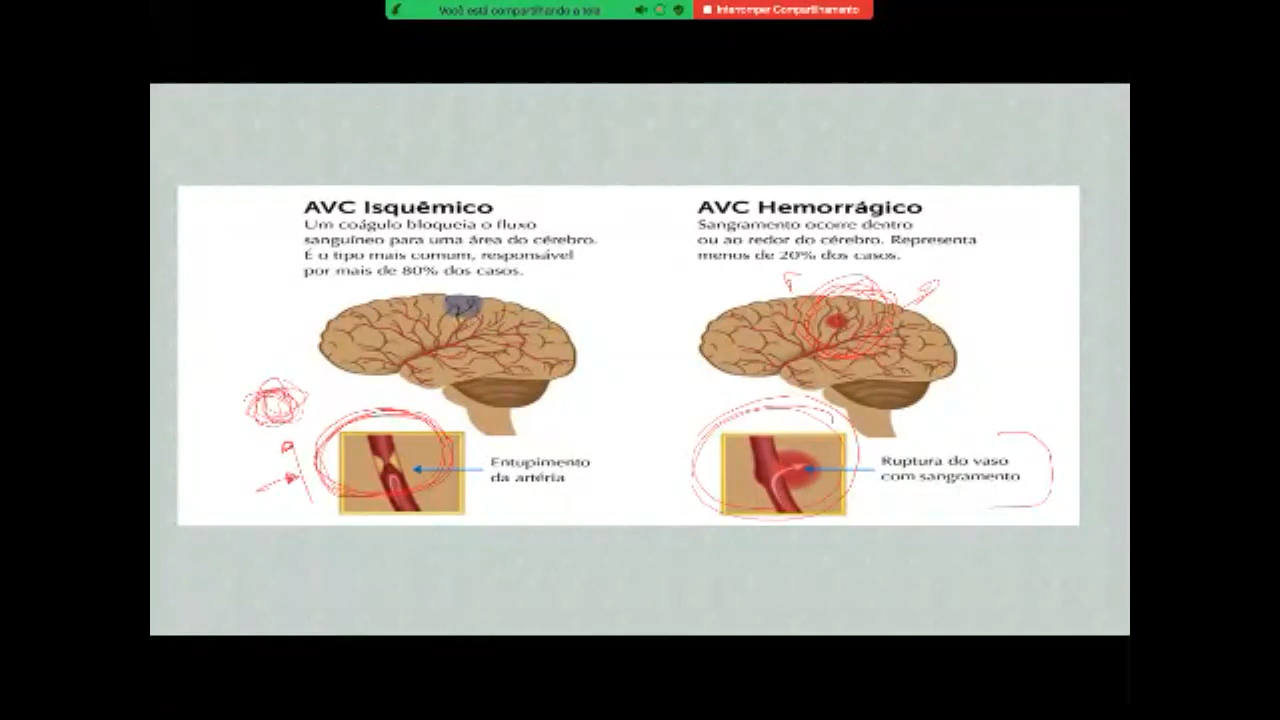 Você está compartilhando a tela
Interromper Compartilhamento
AVC Isquêmico
Um coágulo bloqueia o fluxo
sanguíneo para uma área do cérebro.
É o tipo mais comum, responsável
por mais de 80% dos casos.
Entupimento
da artéria
AVC Hemorrágico
Sangramento ocorre dentro
ou ao redor do cérebro. Representa
menos de 20% dos casos.
Ruptura do vaso
com sangramento